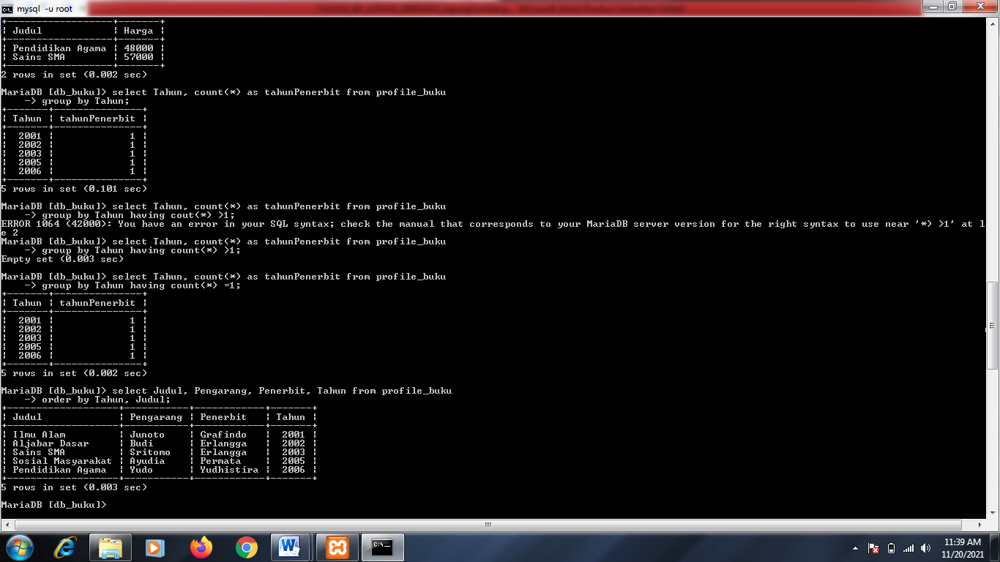 mysql -u root
+------------------+-------+
| Judul            | Harga |
+------------------+-------+
| Pendidikan Agama | 48000 |
| Sains SMA        | 57000 |
+------------------+-------+
2 rows in set (0.002 sec)
MariaDB [db_buku]> select Tahun, count(*) as tahunPenerbit from profile_buku
    -> group by Tahun;
+-------+---------------+
| Tahun | tahunPenerbit |
+-------+---------------+
|  2001 |             1 |
|  2002 |             1 |
|  2003 |             1 |
|  2005 |             1 |
|  2006 |             1 |
+-------+---------------+
5 rows in set (0.101 sec)
MariaDB [db_buku]> select Tahun, count(*) as tahunPenerbit from profile_buku
    -> group by Tahun having cout(*) >1;
ERROR 1064 (42000): You have an error in your SQL syntax; check the manual that corresponds to your MariaDB server version for the right syntax to use near '*) >1' at l
e 2
MariaDB [db_buku]> select Tahun, count(*) as tahunPenerbit from profile_buku
    -> group by Tahun having count(*) >1;
Empty set (0.003 sec)
MariaDB [db_buku]> select Tahun, count(*) as tahunPenerbit from profile_buku
    -> group by Tahun having count(*) =1;
+-------+---------------+
| Tahun | tahunPenerbit |
+-------+---------------+
|  2001 |             1 |
|  2002 |             1 |
|  2003 |             1 |
|  2005 |             1 |
|  2006 |             1 |
+-------+---------------+
5 rows in set (0.002 sec)
MariaDB [db_buku]> select Judul, Pengarang, Penerbit, Tahun from profile_buku
    -> order by Tahun, Judul;
+-------------------+-----------+------------+-------+
| Judul             | Pengarang | Penerbit   | Tahun |
+-------------------+-----------+------------+-------+
| Ilmu Alam         | Junoto    | Grafindo   |  2001 |
| Aljabar Dasar     | Budi      | Erlangga   |  2002 |
| Sains SMA         | Sritomo   | Erlangga   |  2003 |
| Sosial Masyarakat | Ayudia    | Permata    |  2005 |
| Pendidikan Agama  | Yudo      | Yudhistira |  2006 |
+-------------------+-----------+------------+-------+
5 rows in set (0.003 sec)
MariaDB [db_buku]>
11:39 AM
11/20/2021